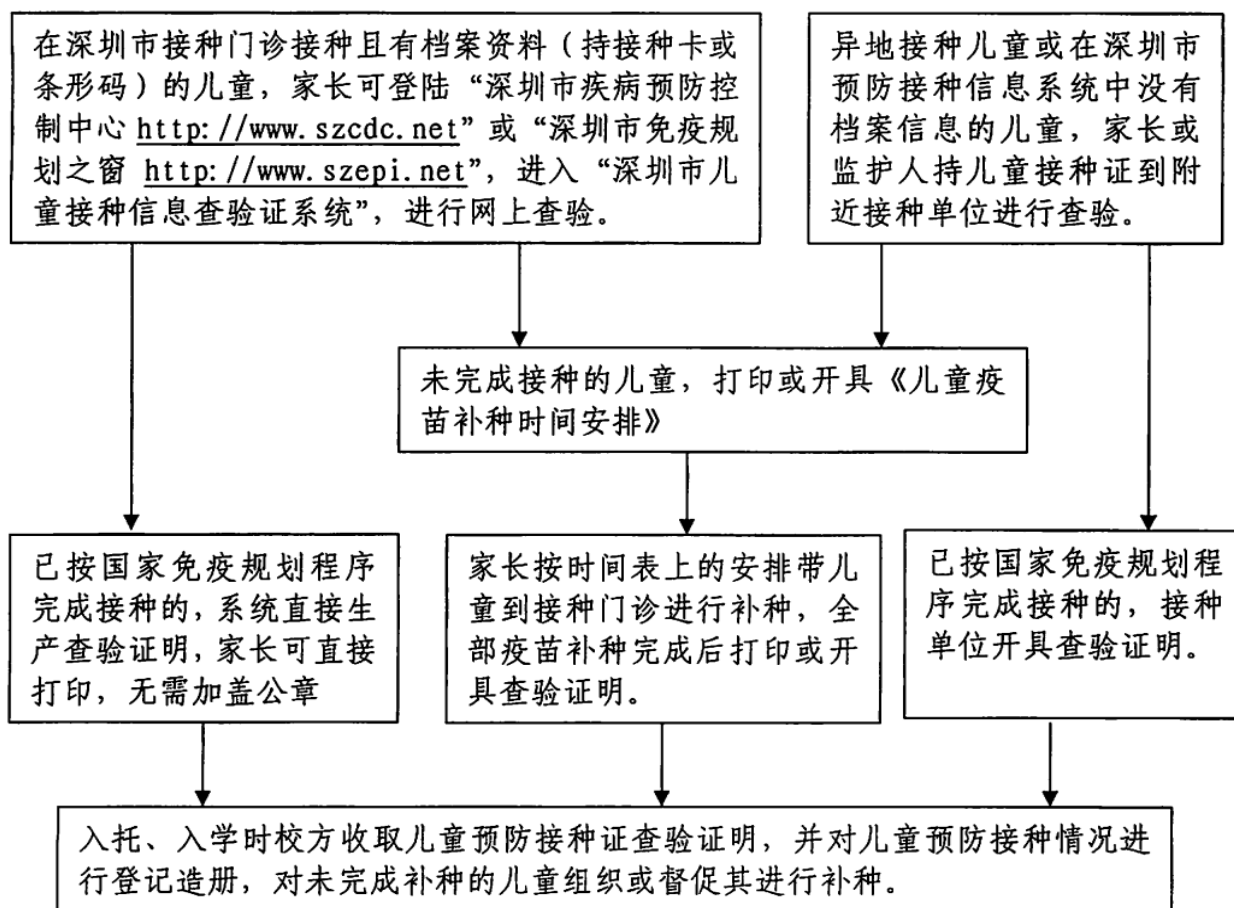 在深圳市接种门诊接种且有档案资料（持接种卡或
条形码）的儿童，家长可登陆“深圳市疾病预防控
制中心 http://www.szcdc.net”或“深圳市免疫规
划之窗 http://www.szepi.net”，进入“深圳市儿
童接种信息查验证系统”，进行网上查验。
异地接种儿童或在深圳市
预防接种信息系统中没有
档案信息的儿童，家长或
监护人持儿童接种证到附
近接种单位进行查验。
未完成接种的儿童，打印或开具《儿童疫
苗补种时间安排》
已按国家免疫规划程序
完成接种的，系统直接生
产查验证明，家长可直接
打印，无需加盖公章
家长按时间表上的安排带儿
童到接种门诊进行补种，全
部疫苗补种完成后打印或开
具查验证明。
已按国家免疫规划程
序完成接种的，接种
单位开具查验证明。
入托、入学时校方收取儿童预防接种证查验证明，并对儿童预防接种情况进
行登记造册，对未完成补种的儿童组织或督促其进行补种。